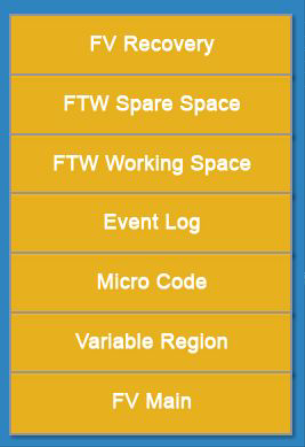 FV Recovery
FTW Spare Space
FTW Working Space
Event Log
Micro Code
Variable Region
FV Main